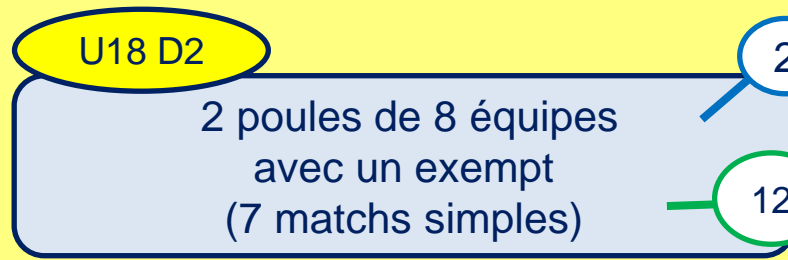 U18 D2
2
2 poules de 8 équipes
avec un exempt
(7 matchs simples)
12